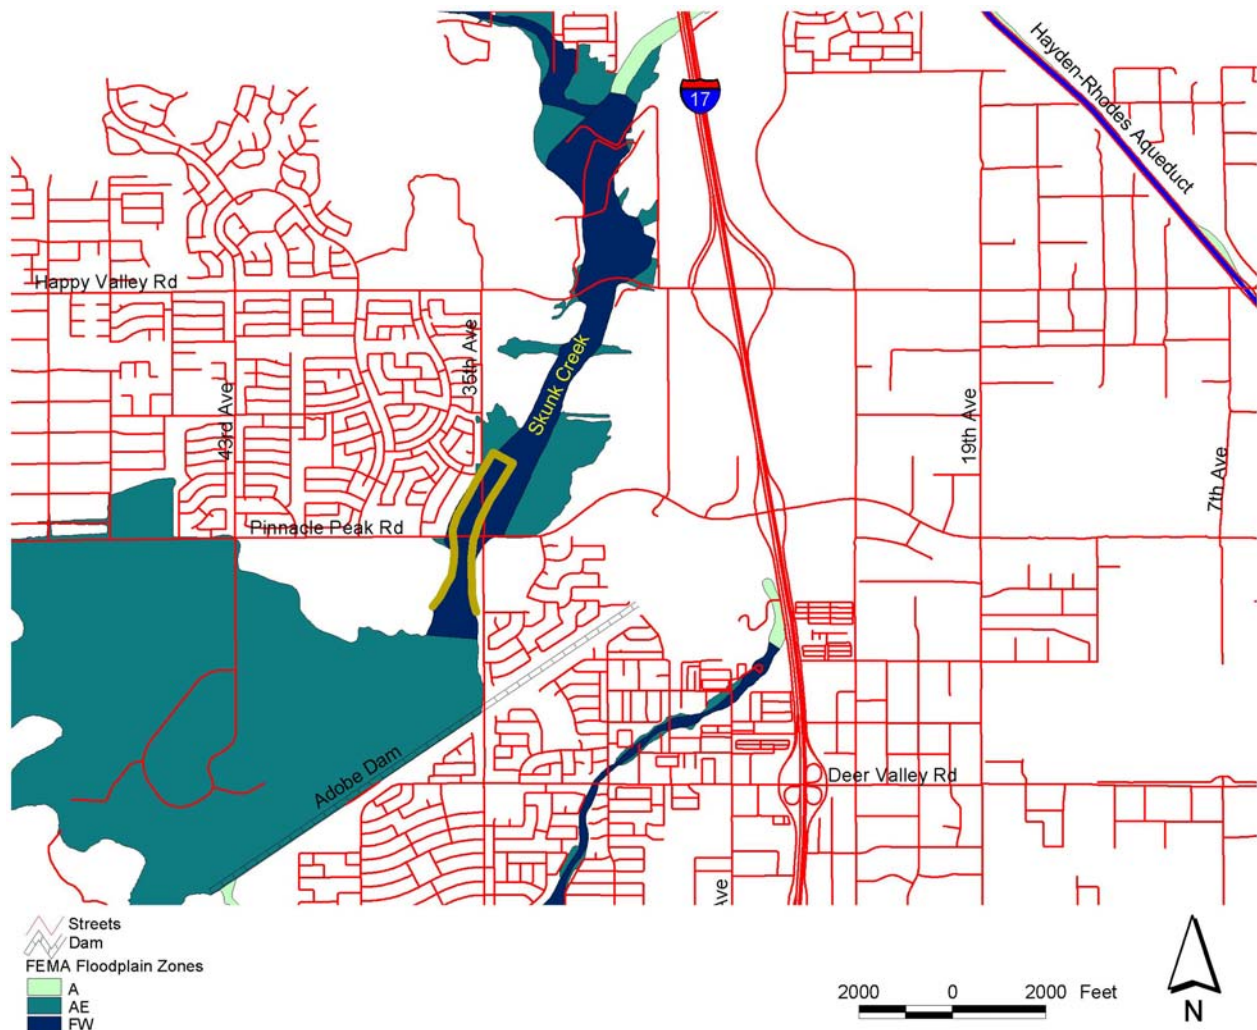 17
Hayden-Rhodes Aqueduct
Happy Valley Rd
35th Ave
Skunk Creek
43rd Ave
19th Ave
7th Ave
Pinnacle Peak Rd
Adobe Dam
Deer Valley Rd
Ave
Streets
Dam
FEMA Floodplain Zones
A
AE
FW
2000 0 2000 Feet
N